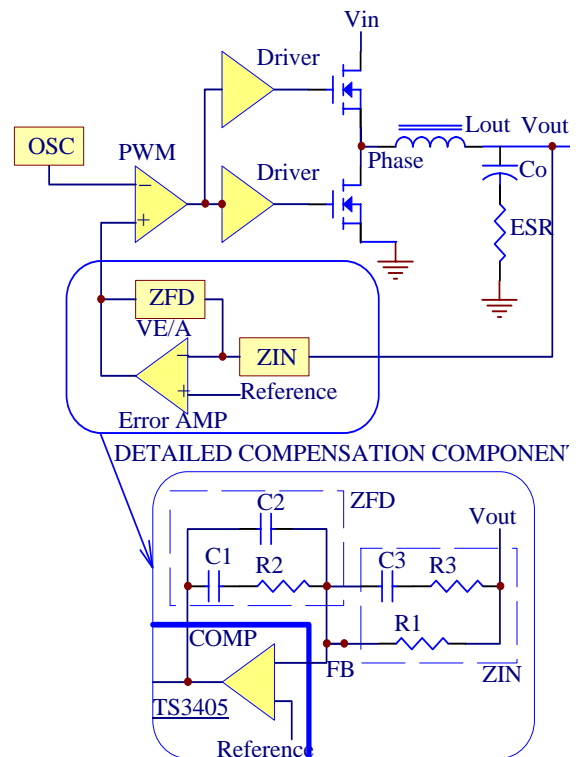 Vin
Driver
Lout
Vout
OSC
PWM
Co
Phase
Driver
−
+
ESR
ZFD
VE/A
−
ZIN
+
Reference
Error AMP
DETAILED COMPENSATION COMPONENT
ZFD
C2
Vout
C1
R2
C3
R3
COMP
R1
FB
ZIN
TS3405
Reference